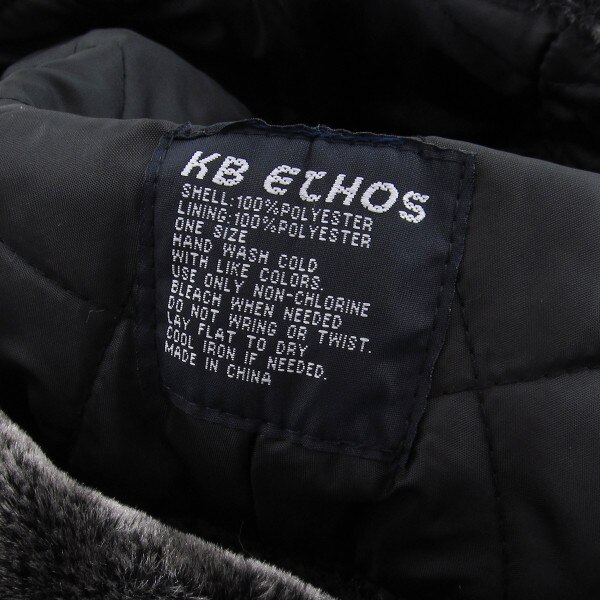 KB ETHOS
SHELL:100%POLYESTER
LINING:100%POLYESTER
ONE SIZE
HAND WASH COLD
WITH LIKE COLORS.
USE ONLY NON-CHLORINE
BLEACH WHEN NEEDED
DO NOT WRING OR TWIST.
LAY FLAT TO DRY
COOL IRON IF NEEDED.
MADE IN CHINA